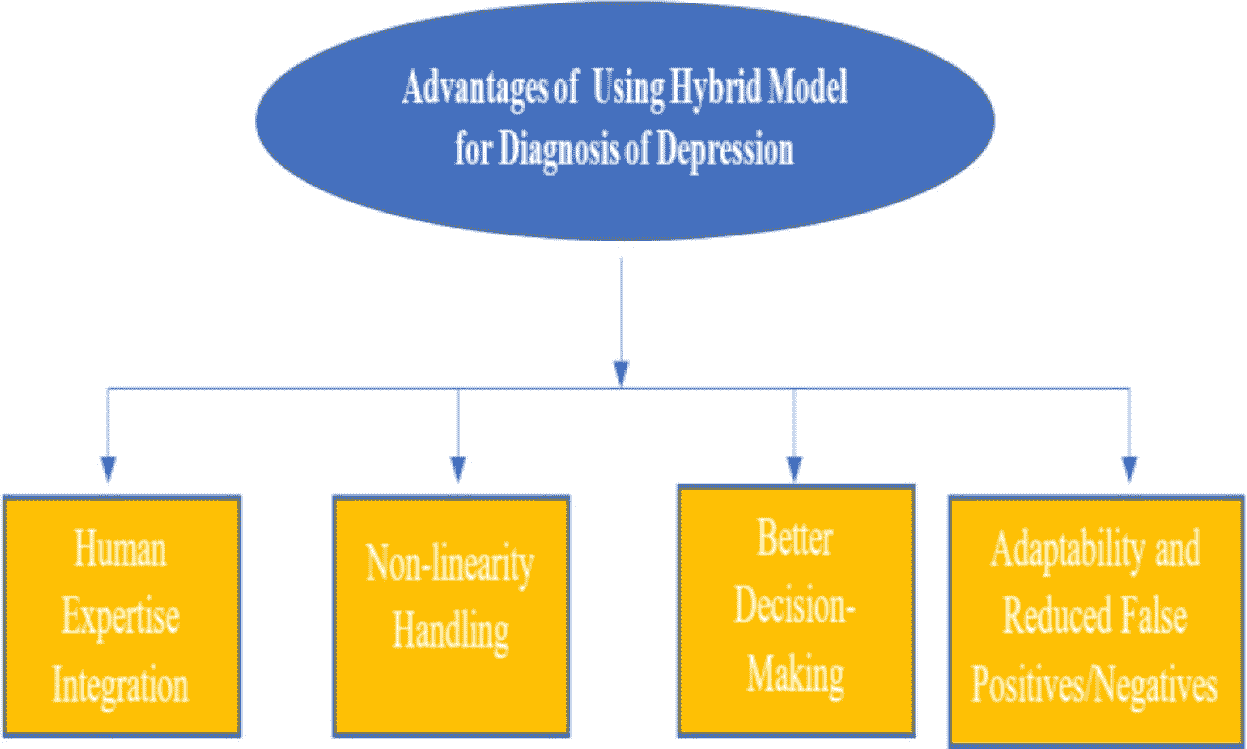 Advantages of Using Hybrid Model
for Diagnosis of Depression
Human
Expertise
Integration
Non-linearity
Handling
Better
Decision-
Making
Adaptability and
Reduced False
Positives/Negatives